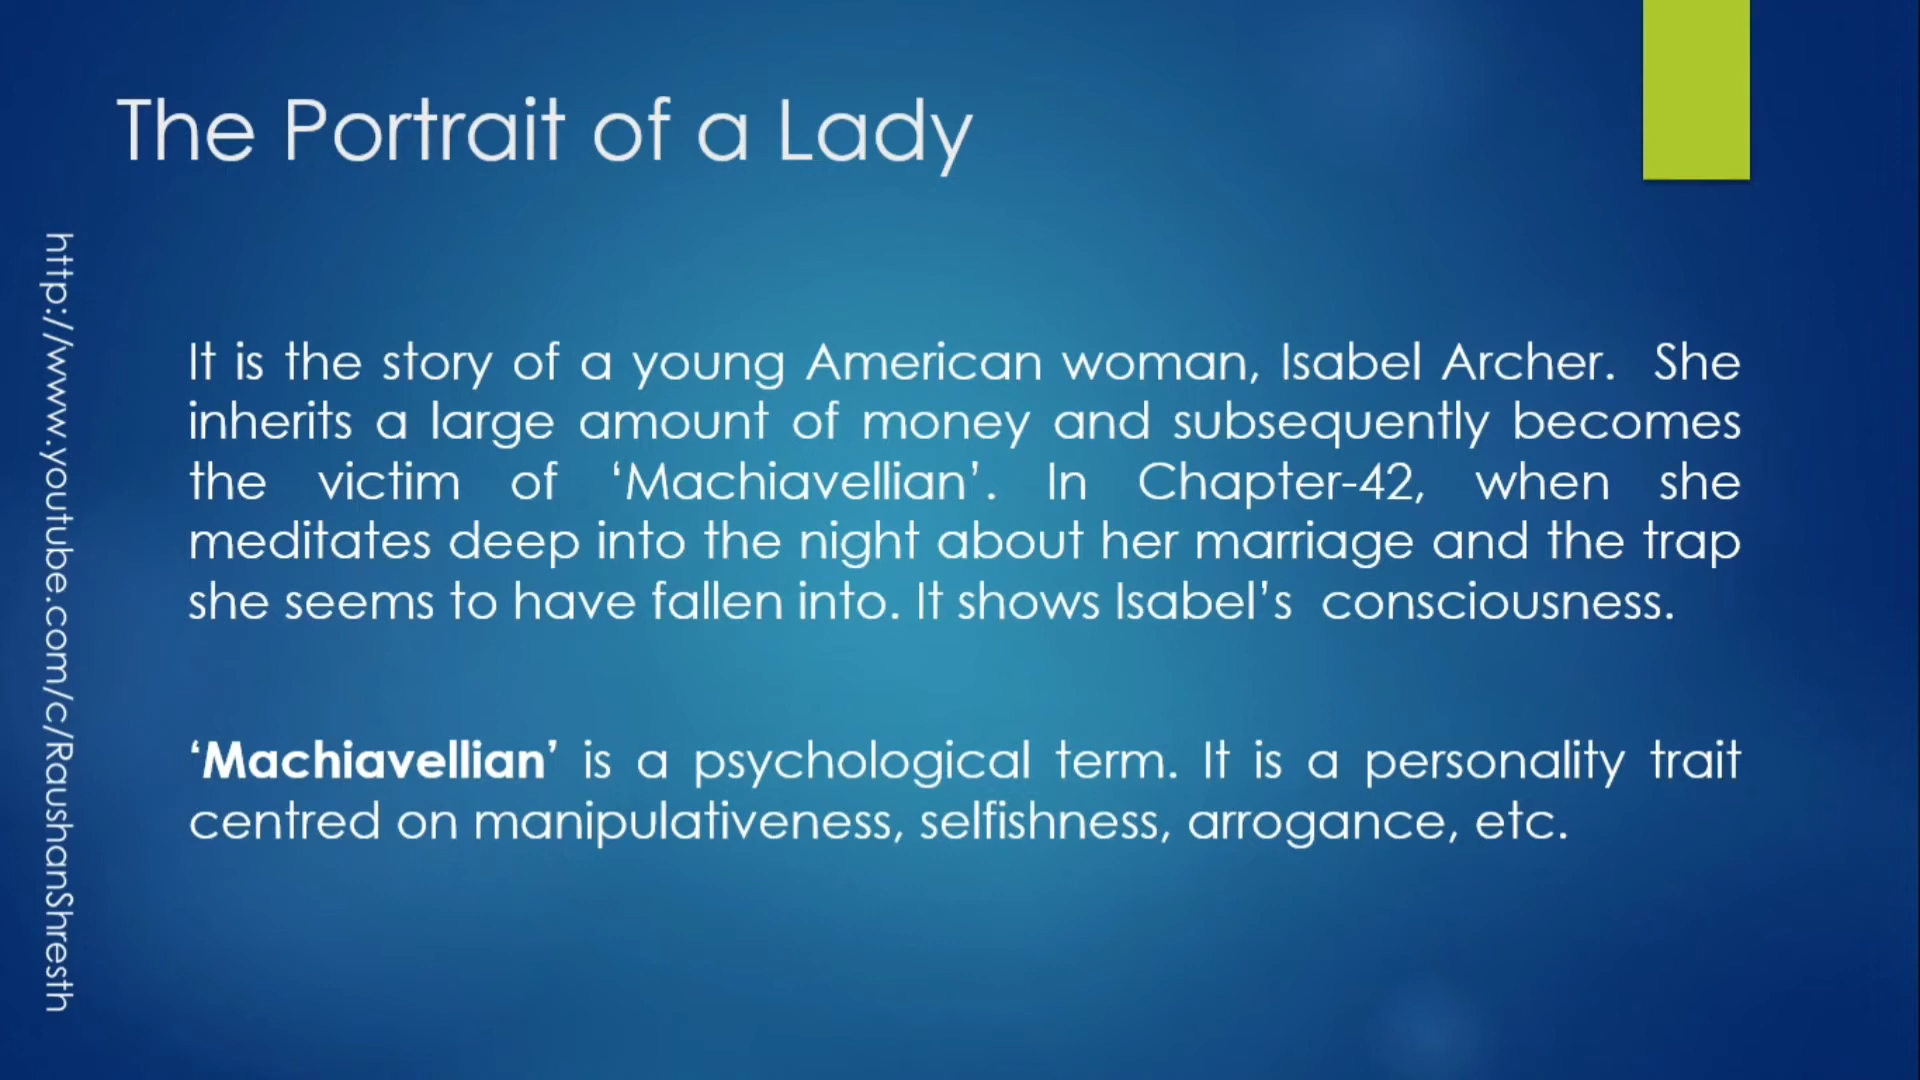 The Portrait of a Lady
http://www.youtube.com/c/RaushanShresth
It is the story of a young American woman, Isabel Archer.  She
inherits a large amount of money and subsequently becomes
the victim of ‘Machiavellian’. In Chapter-42, when she
meditates deep into the night about her marriage and the trap
she seems to have fallen into. It shows Isabel’s  consciousness.
‘Machiavellian’ is a psychological term. It is a personality trait
centred on manipulativeness, selfishness, arrogance, etc.